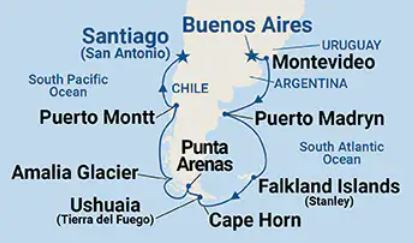 Santiago
(San Antonio)
Buenos Aires
URUGUAY
Montevideo
ARGENTINA
South Pacific
Ocean
CHILE
Puerto Montt
Puerto Madryn
Punta
Arenas
South Atlantic
Ocean
Amalia Glacier
Falkland Islands
(Stanley)
Ushuaia
(Tierra del Fuego)
Cape Horn